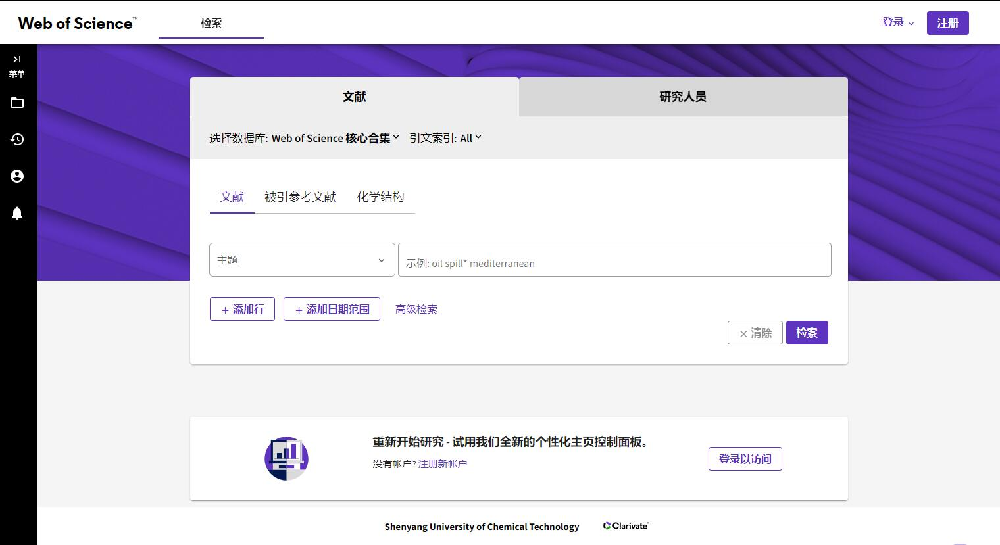 Web of Science™
检索
登录
注册
菜单
文献
研究人员
选择数据库: Web of Science 核心合集 引文索引: All
文献 被引参考文献 化学结构
主题
示例: oil spill* mediterranean
+ 添加行
+ 添加日期范围
高级检索
× 清除
检索
重新开始研究 - 试用我们全新的个性化主页控制面板。
没有帐户? 注册新帐户
登录以访问
Shenyang University of Chemical Technology
Clarivate™